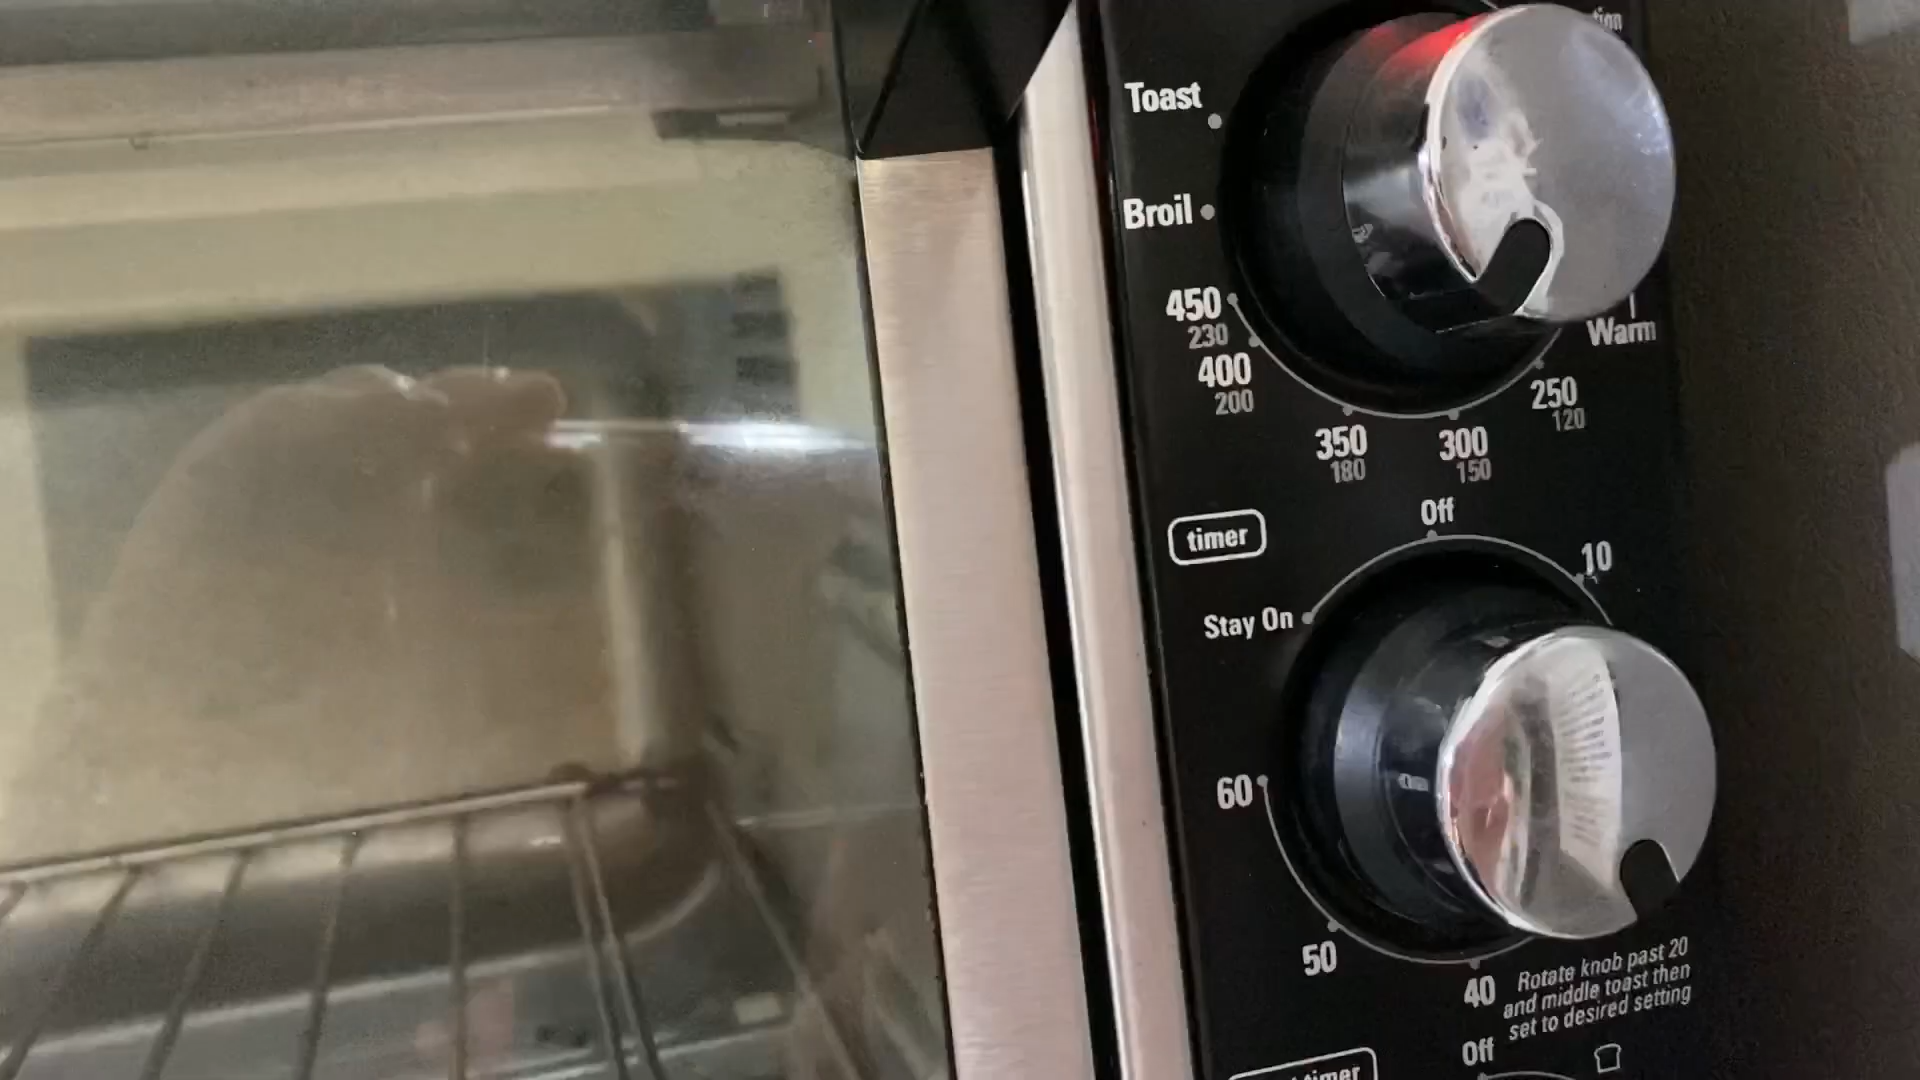 Toast
Broil
450
230
400
200
350
180
300
150
250
120
Warm
timer
Off
10
Stay On
60
50
40
Rotate knob past 20
and middle toast then
set to desired setting
Off
timer